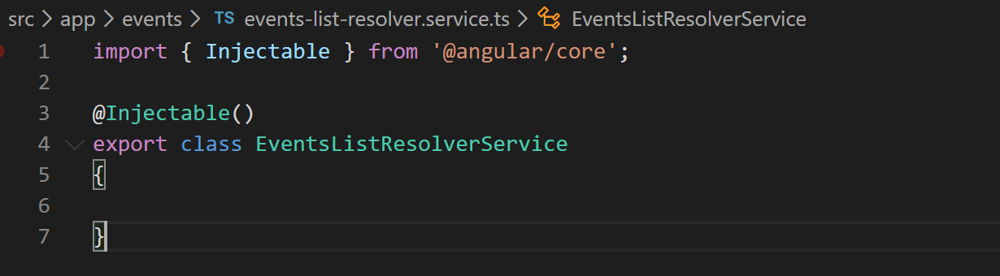 src > app > events > TS events-list-resolver.service.ts > EventsListResolverService
1 import { Injectable } from '@angular/core';
2
3 @Injectable()
4 export class EventsListResolverService
5 {
6
7 }